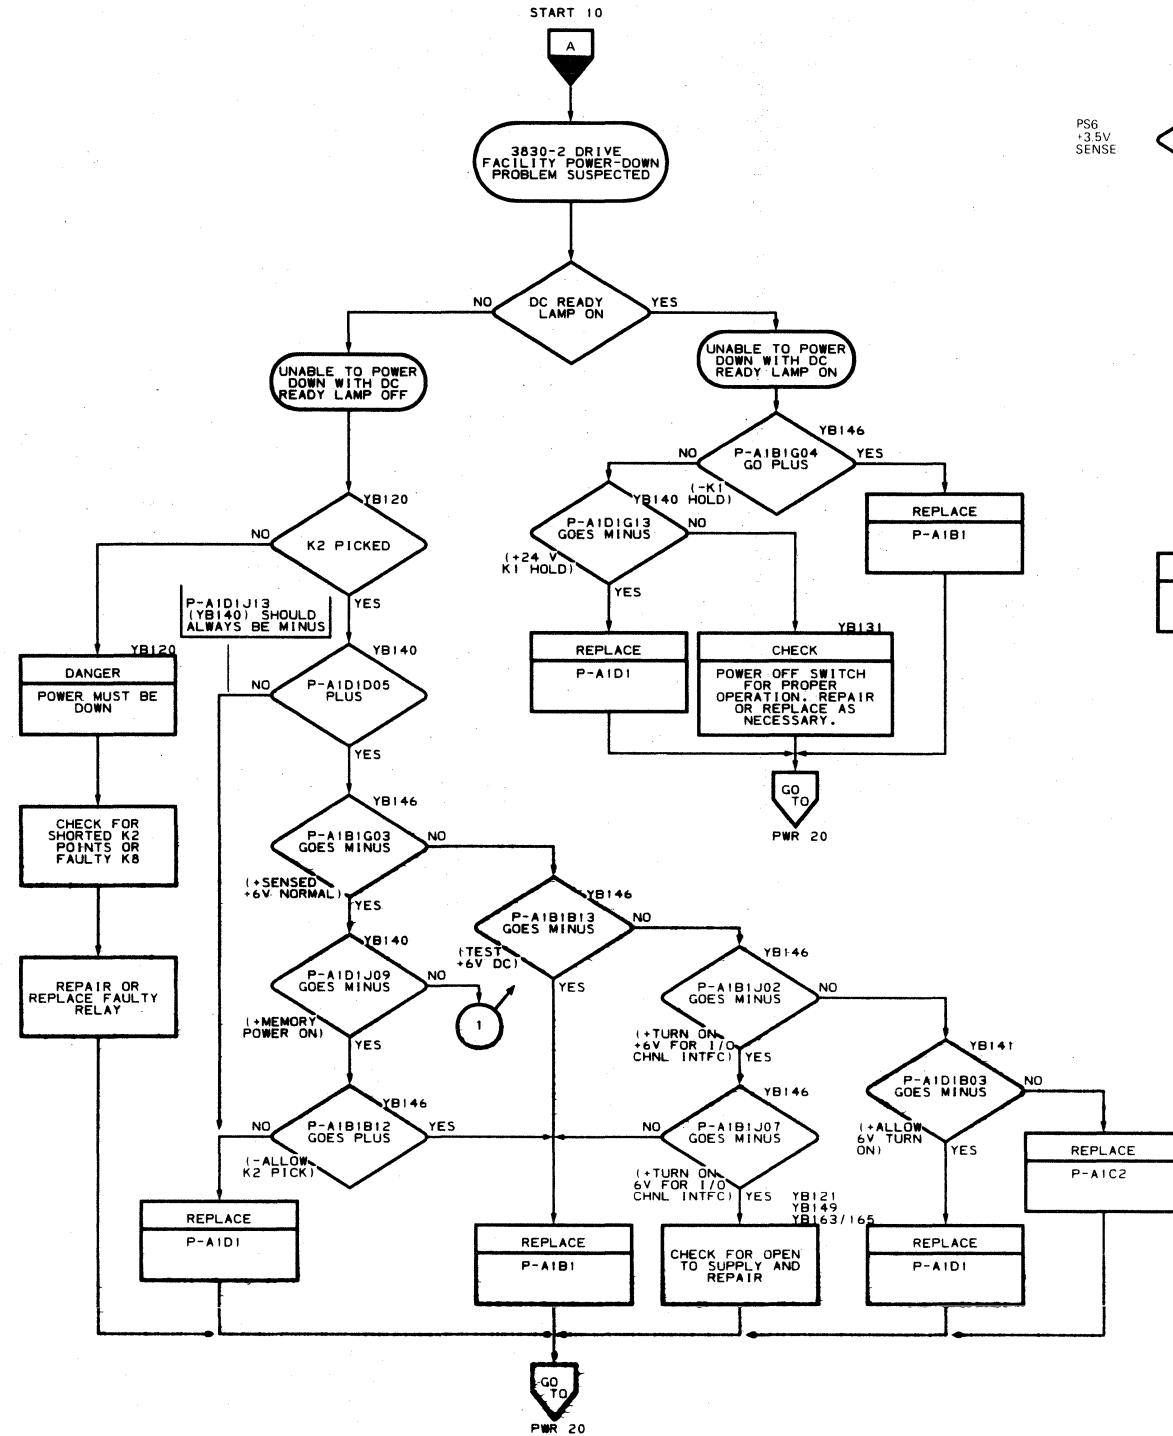 START 10
A
PS6
+3.5V
SENSE
3830-2 DRIVE
FACILITY POWER-DOWN
PROBLEM SUSPECTED
NO
DC READY
LAMP ON
YES
UNABLE TO POWER
DOWN WITH DC
READY LAMP OFF
UNABLE TO POWER
DOWN WITH DC
READY LAMP ON
YB146
NO
P-A1B1G04
GO PLUS
YES
(-K1
HOLD)
YB120
NO
K2 PICKED
YES
YB140
P-A1D1G13
GOES MINUS
NO
(+24 V
K1 HOLD)
YES
REPLACE
P-A1B1
P-A1D1J13
(YB140) SHOULD
ALWAYS BE MINUS
YB120
DANGER
POWER MUST BE
DOWN
YB140
NO
P-A1D1D05
PLUS
YES
REPLACE
P-A1D1
YB131
CHECK
POWER OFF SWITCH
FOR PROPER
OPERATION. REPAIR
OR REPLACE AS
NECESSARY.
GO
TO
PWR 20
CHECK FOR
SHORTED K2
POINTS OR
FAULTY K8
YB146
P-A1B1G03
GOES MINUS
NO
(+SENSED
+6V NORMAL)
YES
YB146
P-A1B1B13
GOES MINUS
NO
(TEST
+6V DC)
YES
REPAIR OR
REPLACE FAULTY
RELAY
YB140
P-A1D1J09
GOES MINUS
NO
(+MEMORY
POWER ON)
YES
1
YB146
P-A1B1J02
GOES MINUS
NO
(+TURN ON
+6V FOR I/O
CHNL INTFC)
YES
YB141
P-A1D1B03
GOES MINUS
NO
(+ALLOW
6V TURN
ON)
YES
YB146
NO
P-A1B1B12
GOES PLUS
YES
(-ALLOW
K2 PICK)
YB146
NO
P-A1B1J07
GOES MINUS
(+TURN ON
6V FOR I/O
CHNL INTFC)
YES
YB121
YB149
YB163/165
REPLACE
P-A1C2
REPLACE
P-A1D1
REPLACE
P-A1B1
CHECK FOR OPEN
TO SUPPLY AND
REPAIR
REPLACE
P-A1D1
GO
TO
PWR 20